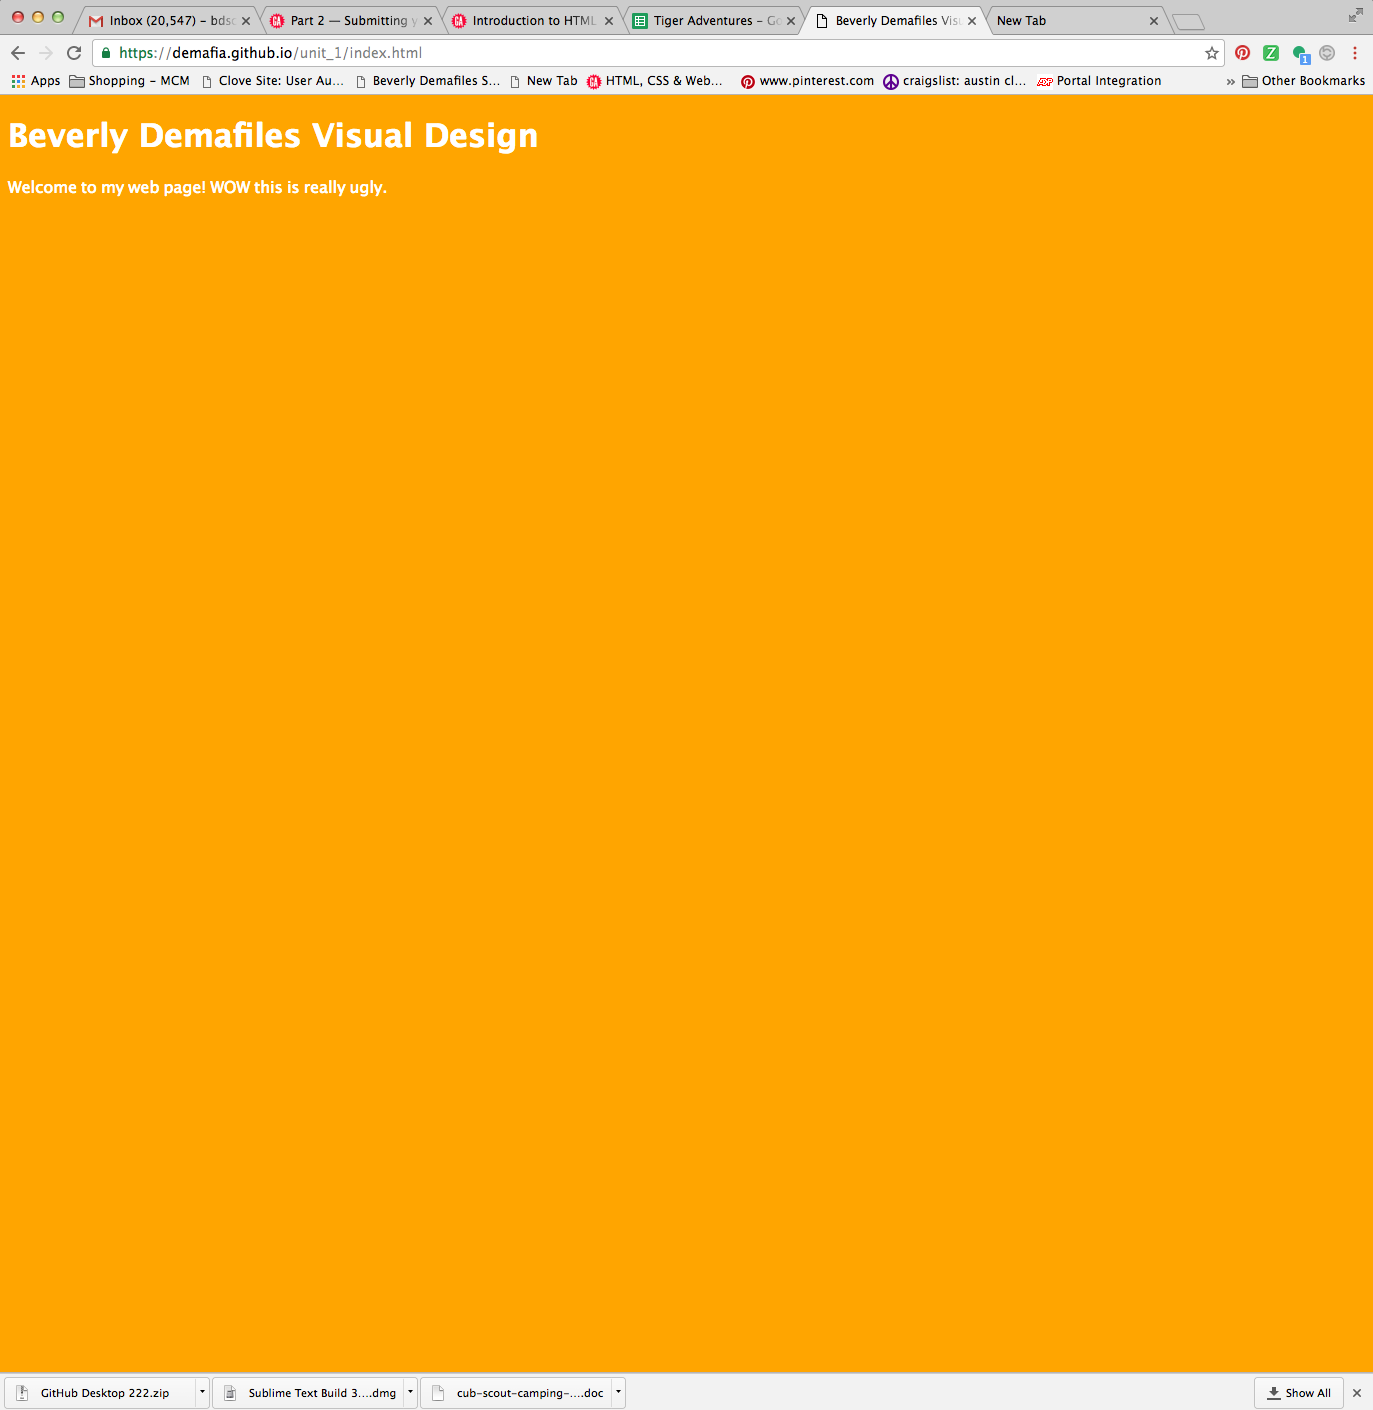 Inbox (20,547) – bdsc
Part 2 — Submitting y
Introduction to HTML
Tiger Adventures – Go
Beverly Demafiles Visu
New Tab
https://demafia.github.io/unit_1/index.html
1
Apps
Shopping – MCM
Clove Site: User Au...
Beverly Demafiles S...
New Tab
HTML, CSS & Web...
www.pinterest.com
craigslist: austin cl...
ADP Portal Integration
» Other Bookmarks
Beverly Demafiles Visual Design
Welcome to my web page! WOW this is really ugly.
GitHub Desktop 222.zip
Sublime Text Build 3....dmg
cub-scout-camping-....doc
Show All